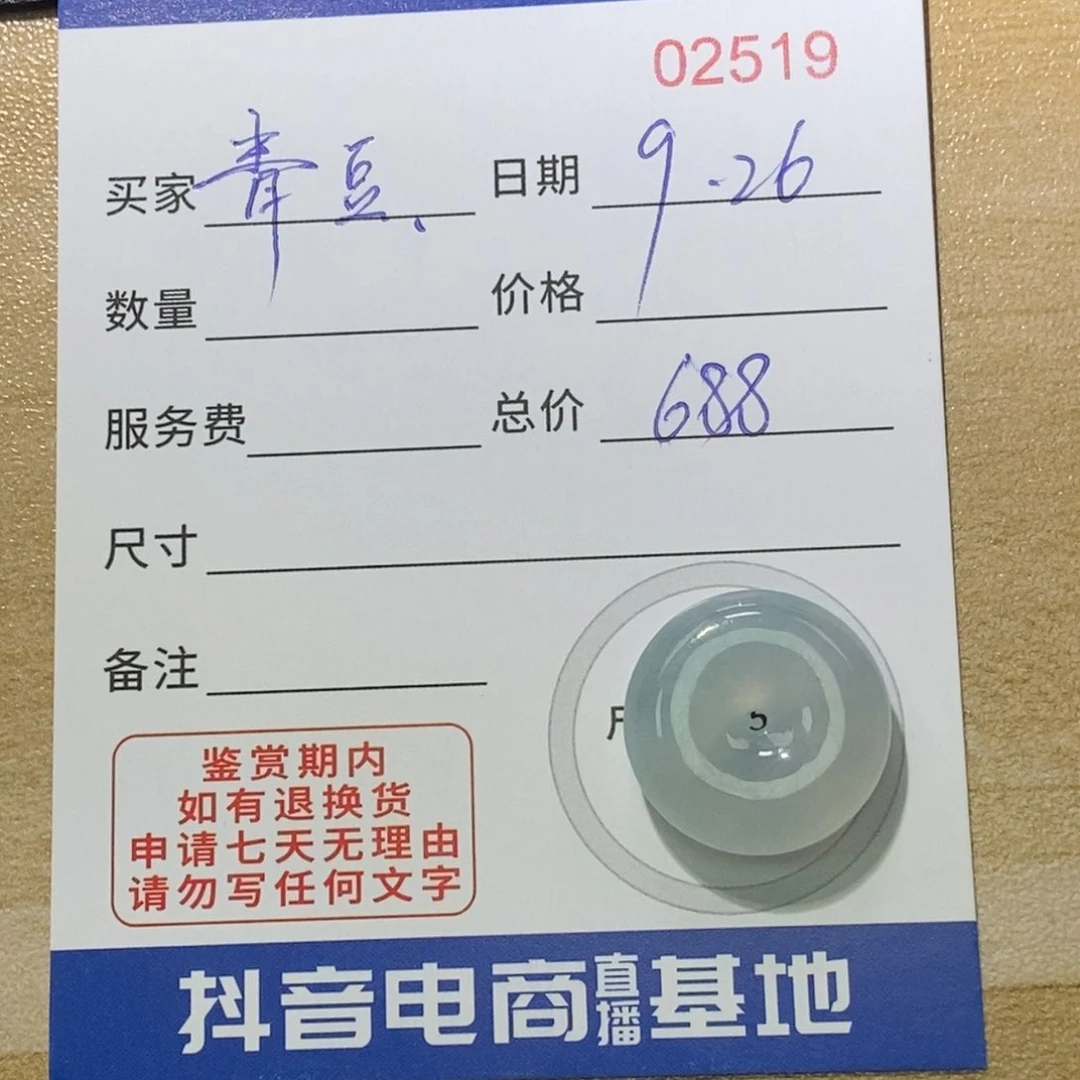 02519
买家 青豆、 日期 9.26
数量 价格
服务费 总价 688
尺寸
备注
鉴赏期内
如有退换货
申请七天无理由
请勿写任何文字
抖音电商直播基地